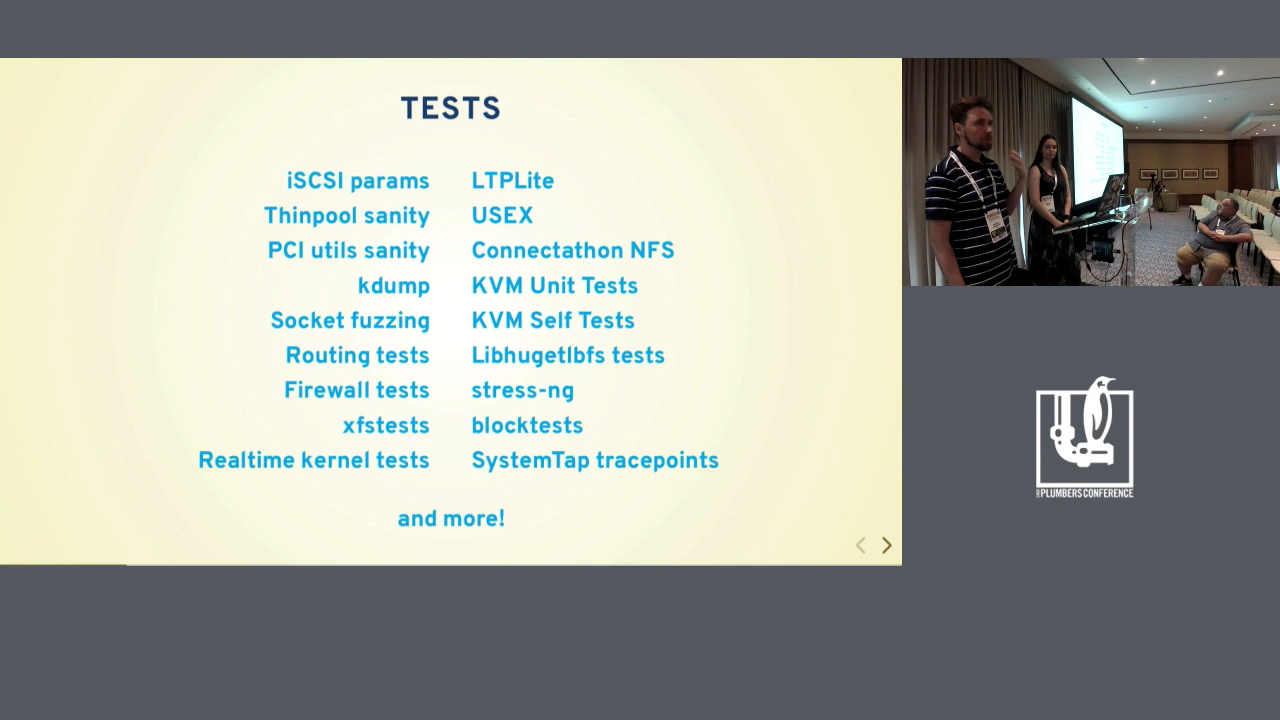 TESTS
iSCSI params LTPLite
Thinpool sanity USEX
PCI utils sanity Connectathon NFS
kdump KVM Unit Tests
Socket fuzzing KVM Self Tests
Routing tests Libhugetlbfs tests
Firewall tests stress-ng
xfstests blocktests
Realtime kernel tests SystemTap tracepoints
and more!
PLUMBERS CONFERENCE